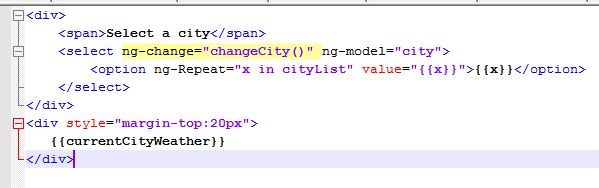 <div>
<span>Select a city</span>
<select ng-change="changeCity()" ng-model="city">
<option ng-Repeat="x in cityList" value="{{x}}">{{x}}</option>
</select>
</div>
<div style="margin-top:20px">
{{currentCityWeather}}
</div>